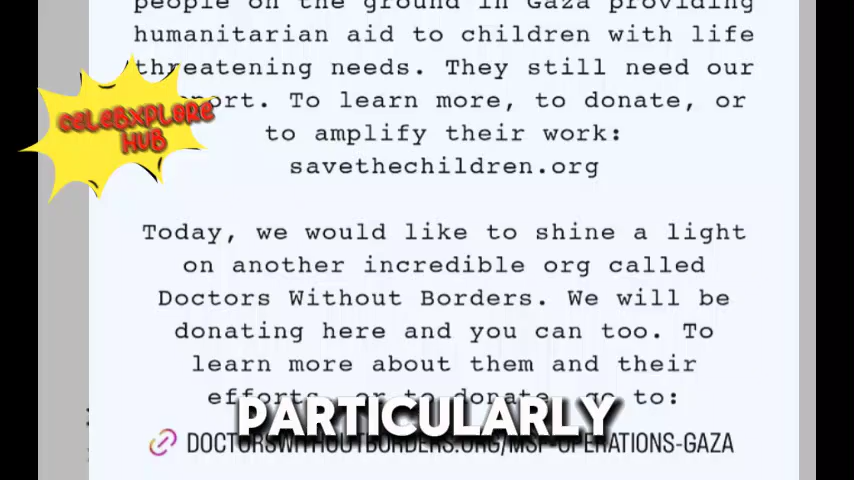 people on the ground in Gaza providing
humanitarian aid to children with life
threatening needs. They still need our
To learn more, to donate, or
to amplify their work:
savethechildren.org
CELEBXPLORE
HUB
Today, we would like to shine a light
on another incredible org called
Doctors Without Borders. We will be
donating here and you can too. To
learn more about them and their
efforts, or to donate, go to:
PARTICULARLY
DOCTORSWITHOUTBORDERS.ORG/MSF-OPERATIONS-GAZA